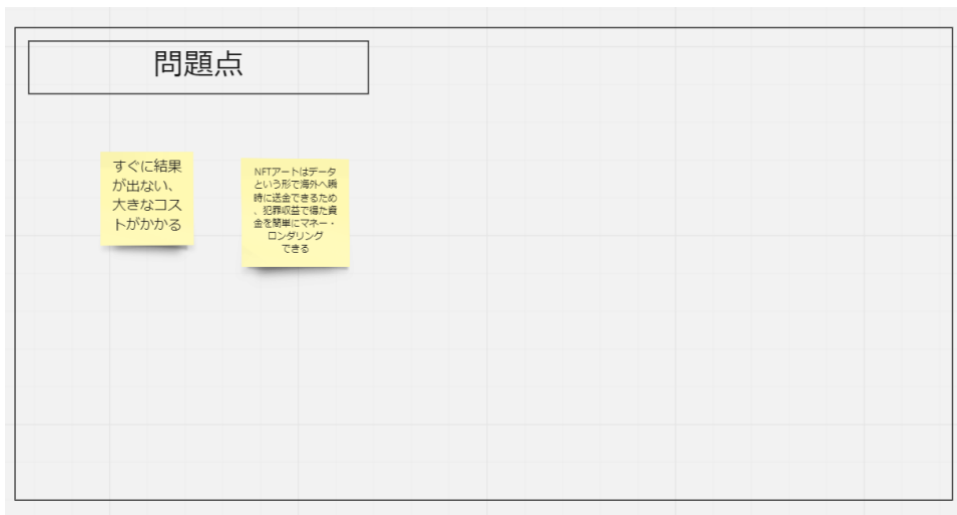 問題点
すぐに結果
が出ない、
大きなコス
トがかかる
NFTアートはデータ
という形で海外へ瞬
時に送金できるため
、犯罪収益で得た資
金を簡単にマネー・
ロンダリング
できる